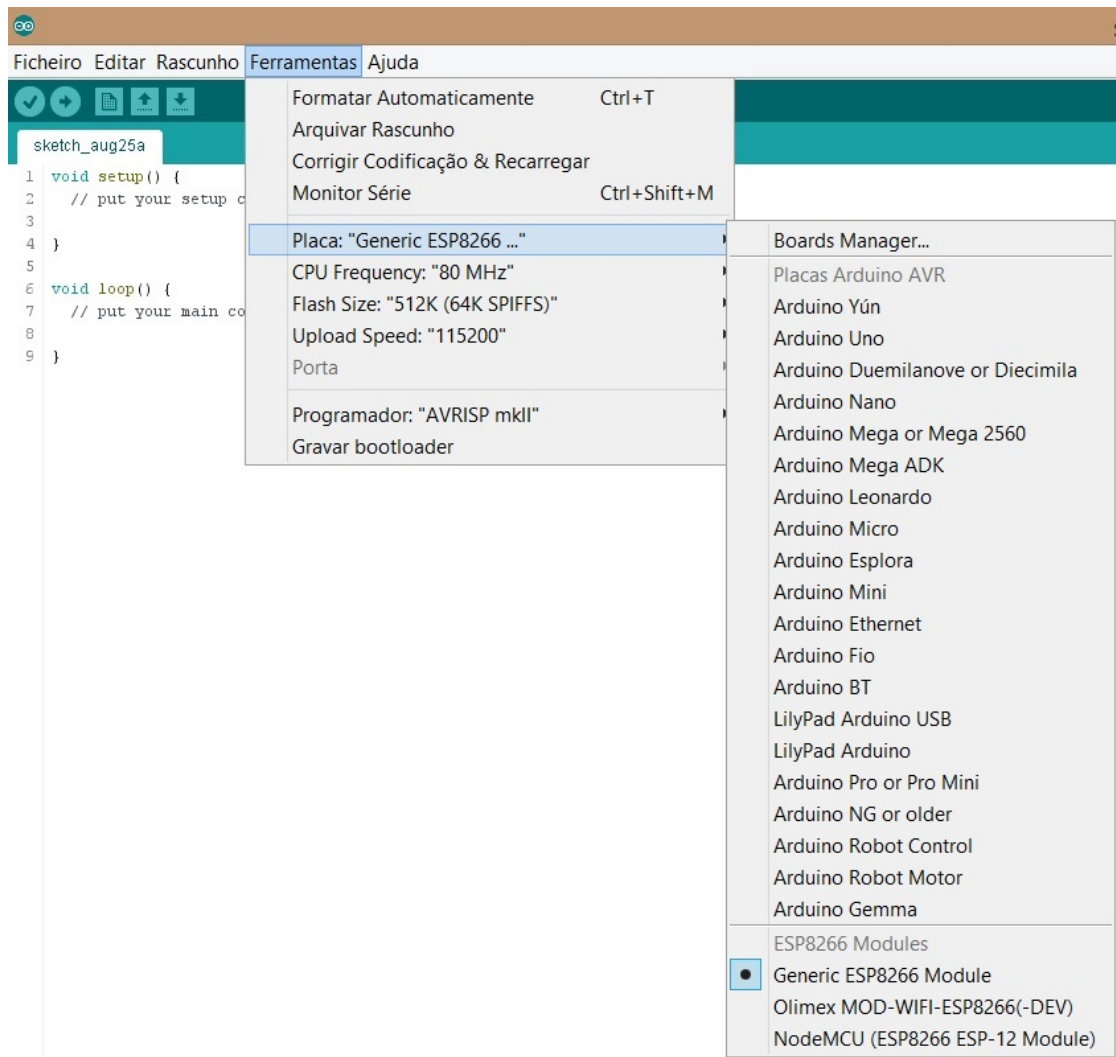 Ficheiro Editar Rascunho Ferramentas Ajuda
sketch_aug25a
1 void setup() {
2 // put your setup c
3
4 }
5
6 void loop() {
7 // put your main co
8
9 }
Formatar Automaticamente Ctrl+T
Arquivar Rascunho
Corrigir Codificação & Recarregar
Monitor Série Ctrl+Shift+M
Placa: "Generic ESP8266 ..."
CPU Frequency: "80 MHz"
Flash Size: "512K (64K SPIFFS)"
Upload Speed: "115200"
Porta
Programador: "AVRISP mkII"
Gravar bootloader
Boards Manager...
Placas Arduino AVR
Arduino Yún
Arduino Uno
Arduino Duemilanove or Diecimila
Arduino Nano
Arduino Mega or Mega 2560
Arduino Mega ADK
Arduino Leonardo
Arduino Micro
Arduino Esplora
Arduino Mini
Arduino Ethernet
Arduino Fio
Arduino BT
LilyPad Arduino USB
LilyPad Arduino
Arduino Pro or Pro Mini
Arduino NG or older
Arduino Robot Control
Arduino Robot Motor
Arduino Gemma
ESP8266 Modules
Generic ESP8266 Module
Olimex MOD-WIFI-ESP8266(-DEV)
NodeMCU (ESP8266 ESP-12 Module)